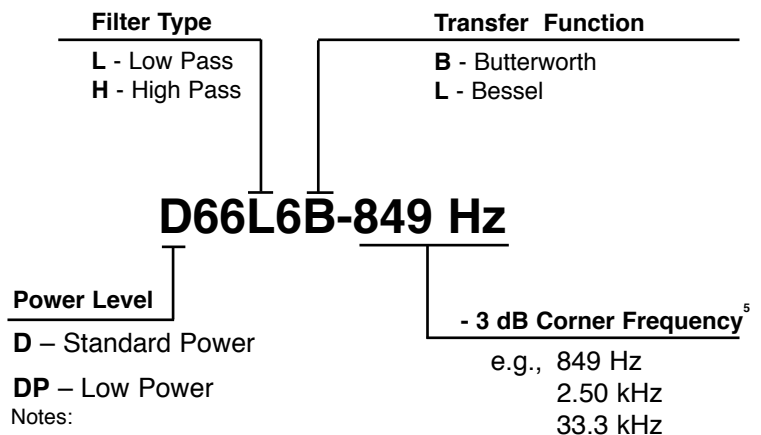 Filter Type
L - Low Pass
H - High Pass
Transfer Function
B - Butterworth
L - Bessel
D66L6B-849 Hz
Power Level
D – Standard Power
DP – Low Power
Notes:
- 3 dB Corner Frequency5
e.g., 849 Hz
2.50 kHz
33.3 kHz